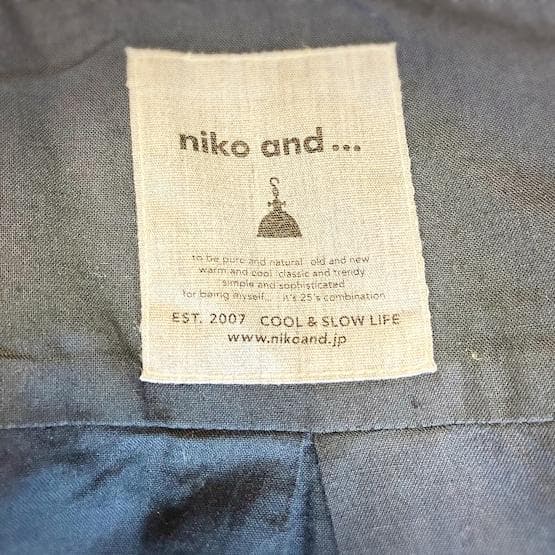 niko and ...
to be pure and natural old and new
warm and cool classic and trendy
simple and sophisticated
for being myself... it's 25's combination
EST. 2007 COOL & SLOW LIFE
www.nikoand.jp